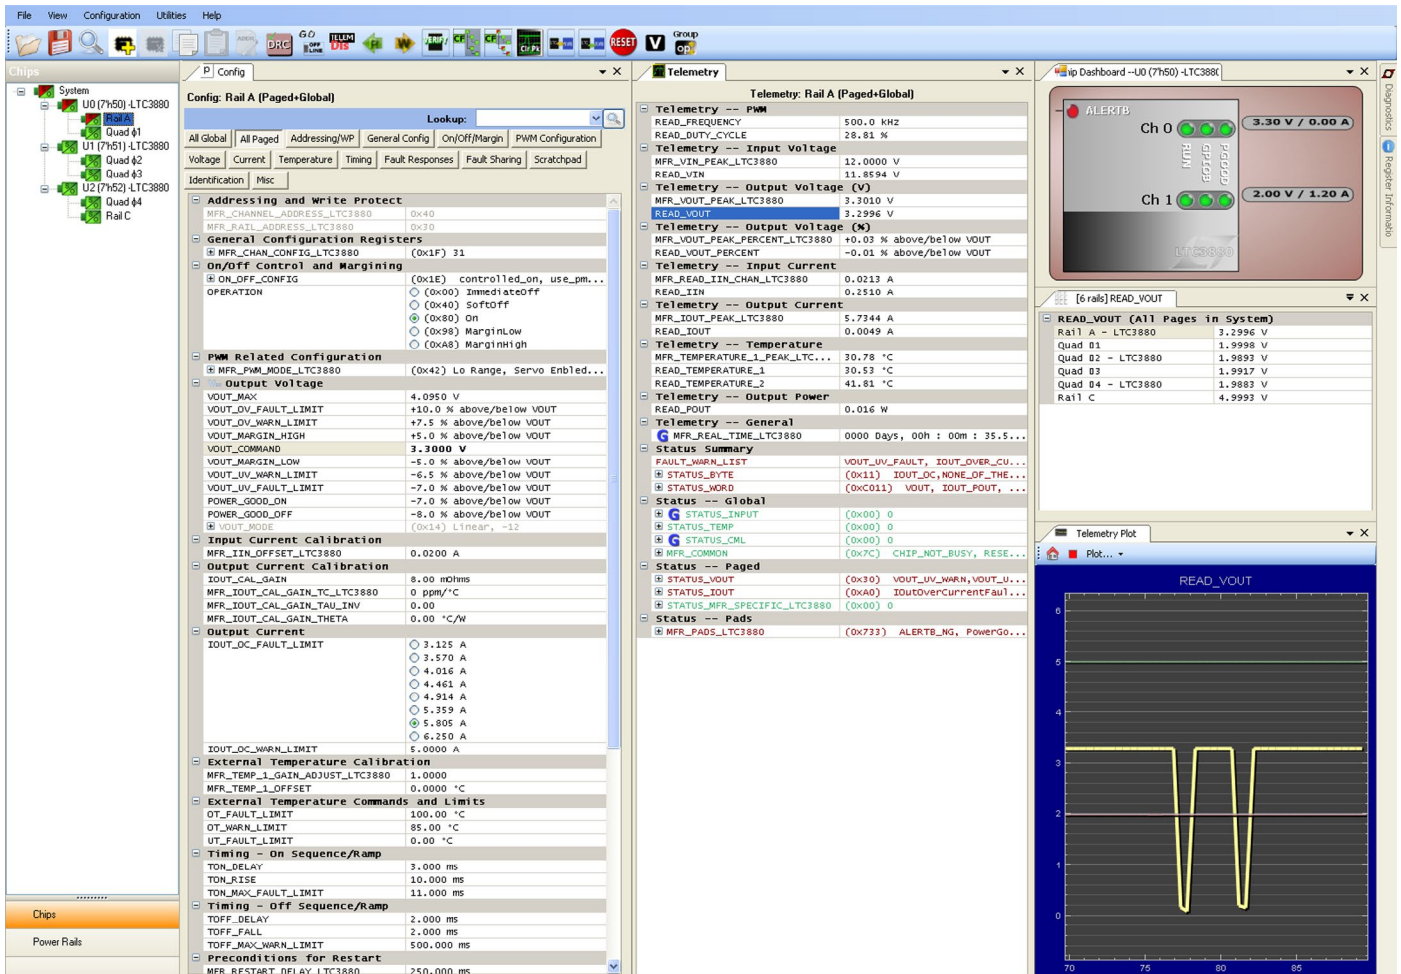 File View Configuration Utilities Help
DRC GO OFF LINE TELEM DIS R W VERIFY CF CF Clr Pk RESET V Group op
Chips
System
U0 (7'h50) -LTC3880
Rail A
Quad ϕ1
U1 (7'h51) -LTC3880
Quad ϕ2
Quad ϕ3
U2 (7'h52) -LTC3880
Quad ϕ4
Rail C
Chips
Power Rails
Config
Config: Rail A (Paged+Global)
Lookup:
All Global All Paged Addressing/WP General Config On/Off/Margin PWM Configuration
Voltage Current Temperature Timing Fault Responses Fault Sharing Scratchpad
Identification Misc
Addressing and Write Protect
MFR_CHANNEL_ADDRESS_LTC3880 0x40
MFR_RAIL_ADDRESS_LTC3880 0x30
General Configuration Registers
MFR_CHAN_CONFIG_LTC3880 (0x1F) 31
On/Off Control and Margining
ON_OFF_CONFIG (0x1E) controlled_on, use_pm...
OPERATION (0x00) ImmediateOff
(0x40) SoftOff
(0x80) On
(0x98) MarginLow
(0xA8) MarginHigh
PWM Related Configuration
MFR_PWM_MODE_LTC3880 (0x42) Lo Range, Servo Enbled...
Output Voltage
VOUT_MAX 4.0950 V
VOUT_OV_FAULT_LIMIT +10.0 % above/below VOUT
VOUT_OV_WARN_LIMIT +7.5 % above/below VOUT
VOUT_MARGIN_HIGH +5.0 % above/below VOUT
VOUT_COMMAND 3.3000 V
VOUT_MARGIN_LOW -5.0 % above/below VOUT
VOUT_UV_WARN_LIMIT -6.5 % above/below VOUT
VOUT_UV_FAULT_LIMIT -7.0 % above/below VOUT
POWER_GOOD_ON -7.0 % above/below VOUT
POWER_GOOD_OFF -8.0 % above/below VOUT
VOUT_MODE (0x14) Linear, -12
Input Current Calibration
MFR_IIN_OFFSET_LTC3880 0.0200 A
Output Current Calibration
IOUT_CAL_GAIN 8.00 mOhms
MFR_IOUT_CAL_GAIN_TC_LTC3880 0 ppm/°C
MFR_IOUT_CAL_GAIN_TAU_INV 0.00
MFR_IOUT_CAL_GAIN_THETA 0.00 °C/W
Output Current
IOUT_OC_FAULT_LIMIT 3.125 A
3.570 A
4.016 A
4.461 A
4.914 A
5.359 A
5.805 A
6.250 A
IOUT_OC_WARN_LIMIT 5.0000 A
External Temperature Calibration
MFR_TEMP_1_GAIN_ADJUST_LTC3880 1.0000
MFR_TEMP_1_OFFSET 0.0000 °C
External Temperature Commands and Limits
OT_FAULT_LIMIT 100.00 °C
OT_WARN_LIMIT 85.00 °C
UT_FAULT_LIMIT 0.00 °C
Timing - On Sequence/Ramp
TON_DELAY 3.000 ms
TON_RISE 10.000 ms
TON_MAX_FAULT_LIMIT 11.000 ms
Timing - Off Sequence/Ramp
TOFF_DELAY 2.000 ms
TOFF_FALL 2.000 ms
TOFF_MAX_WARN_LIMIT 500.000 ms
Preconditions for Restart
MFR_RESTART_DELAY_LTC3880 250.000 ms
Telemetry
Telemetry: Rail A (Paged+Global)
Telemetry -- PWM
READ_FREQUENCY 500.0 kHz
READ_DUTY_CYCLE 28.81 %
Telemetry -- Input Voltage
MFR_VIN_PEAK_LTC3880 12.0000 V
READ_VIN 11.8594 V
Telemetry -- Output Voltage (V)
MFR_VOUT_PEAK_LTC3880 3.3010 V
READ_VOUT 3.2996 V
Telemetry -- Output Voltage (%)
MFR_VOUT_PEAK_PERCENT_LTC3880 +0.03 % above/below VOUT
READ_VOUT_PERCENT -0.01 % above/below VOUT
Telemetry -- Input Current
MFR_READ_IIN_CHAN_LTC3880 0.0213 A
READ_IIN 0.2510 A
Telemetry -- Output Current
MFR_IOUT_PEAK_LTC3880 5.7344 A
READ_IOUT 0.0049 A
Telemetry -- Temperature
MFR_TEMPERATURE_1_PEAK_LTC... 30.78 °C
READ_TEMPERATURE_1 30.53 °C
READ_TEMPERATURE_2 41.81 °C
Telemetry -- Output Power
READ_POUT 0.016 W
Telemetry -- General
G MFR_REAL_TIME_LTC3880 0000 Days, 00h : 00m : 35.5...
Status Summary
FAULT_WARN_LIST VOUT_UV_FAULT, IOUT_OVER_CU...
STATUS_BYTE (0x11) IOUT_OC,NONE_OF_THE...
STATUS_WORD (0xC011) VOUT, IOUT_POUT, ...
Status -- Global
G STATUS_INPUT (0x00) 0
STATUS_TEMP (0x00) 0
G STATUS_CML (0x00) 0
MFR_COMMON (0x7C) CHIP_NOT_BUSY, RESE...
Status -- Paged
STATUS_VOUT (0x30) VOUT_UV_WARN,VOUT_U...
STATUS_IOUT (0xA0) IOutOverCurrentFaul...
STATUS_MFR_SPECIFIC_LTC3880 (0x00) 0
Status -- Pads
MFR_PADS_LTC3880 (0x733) ALERTB_NG, PowerGo...
ip Dashboard --U0 (7'h50) -LTC388(
ALERTB
Ch 0 3.30 V / 0.00 A
RUN GPIOB PGOOD
Ch 1 2.00 V / 1.20 A
LTC3880
Diagnostics
Register Informatio
[6 rails] READ_VOUT
READ_VOUT (All Pages in System)
Rail A - LTC3880 3.2996 V
Quad ϕ1 1.9998 V
Quad ϕ2 - LTC3880 1.9893 V
Quad ϕ3 1.9917 V
Quad ϕ4 - LTC3880 1.9883 V
Rail C 4.9993 V
Telemetry Plot
Plot...
READ_VOUT
6
5
4
3
2
1
0
70 75 80 85